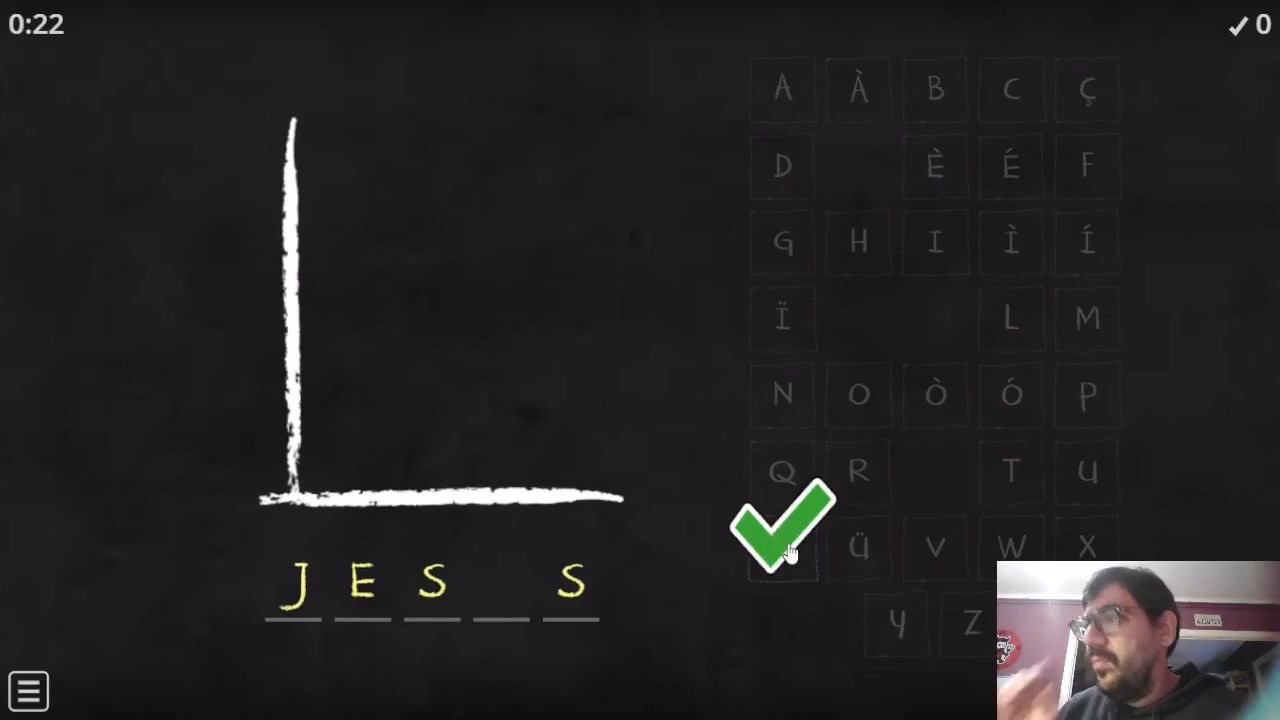 0:22
0
A À B C Ç
D È É F
G H I Ì Í
Ï L M
N O Ò Ó P
Q R T U
Ü V W X
Y Z
J E S S